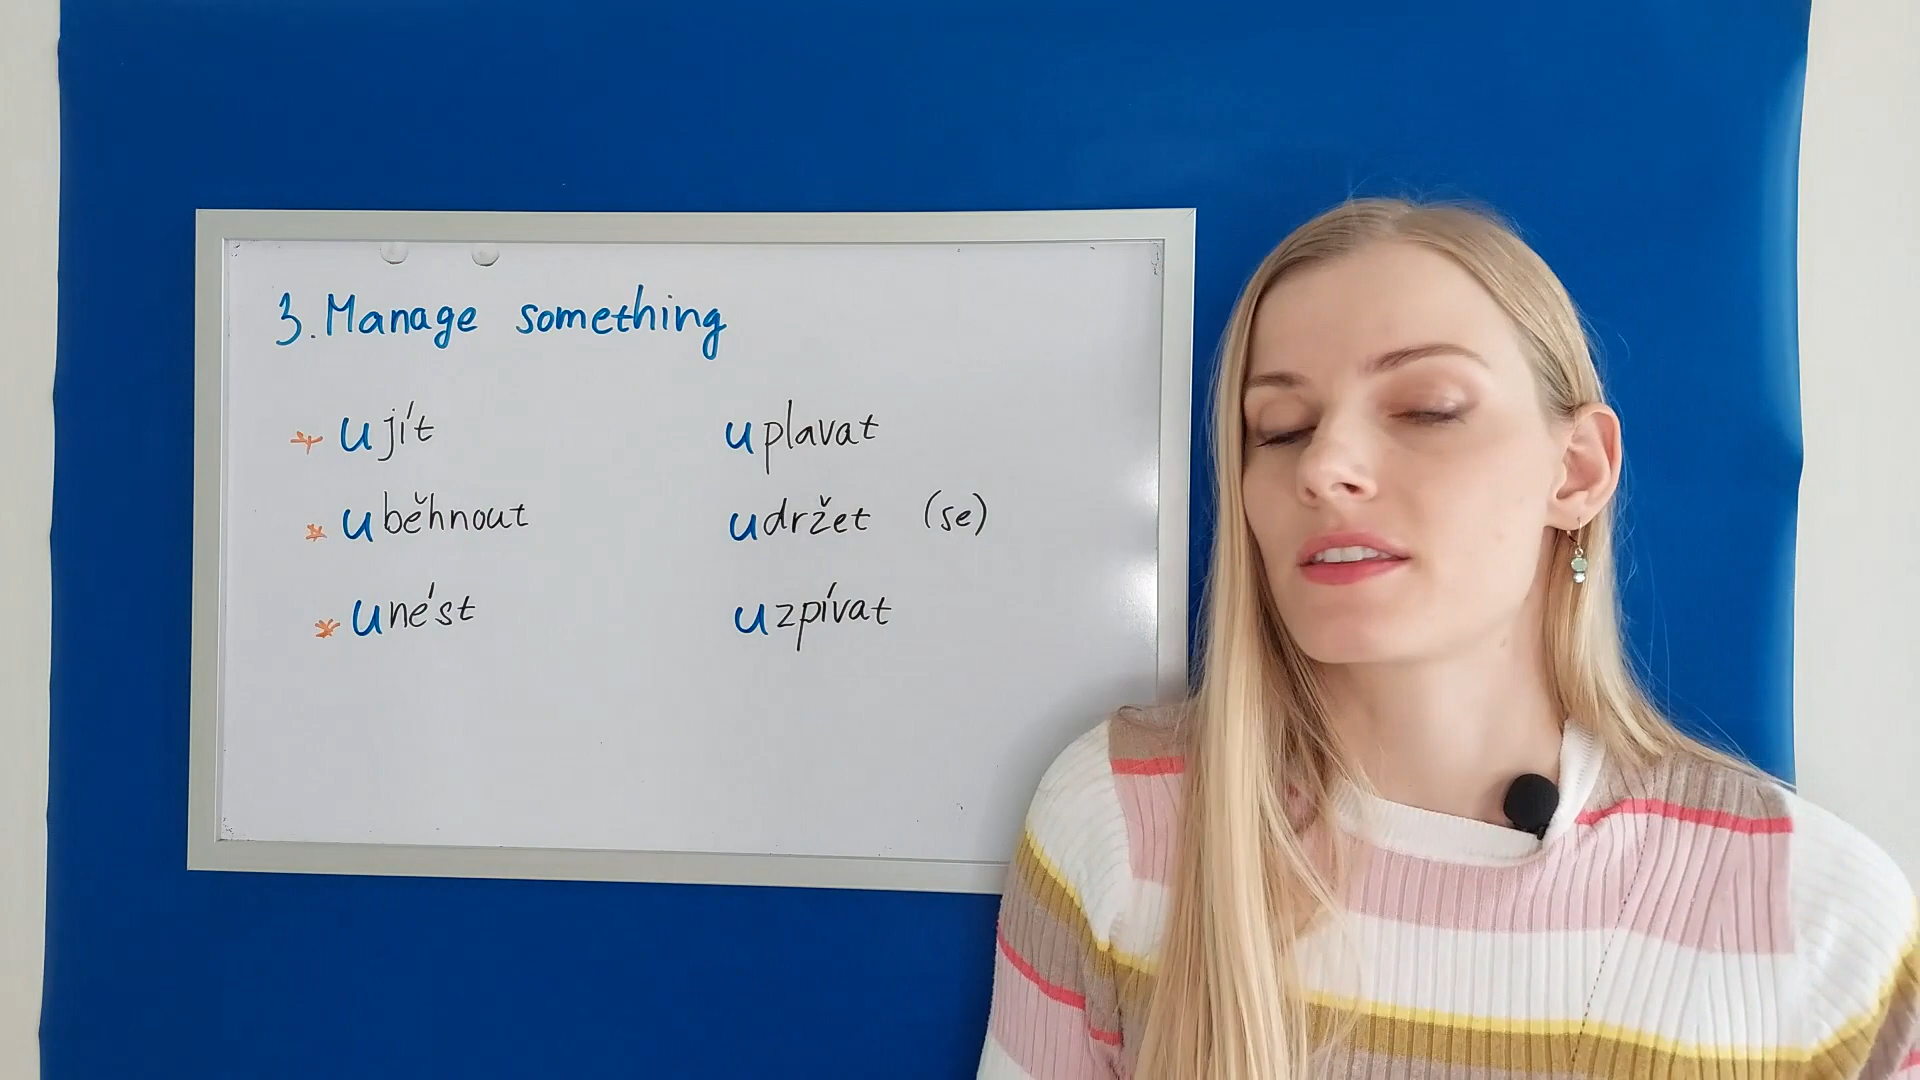 3. Manage something
* ujít uplavat
* uběhnout udržet (se)
* unést uzpívat